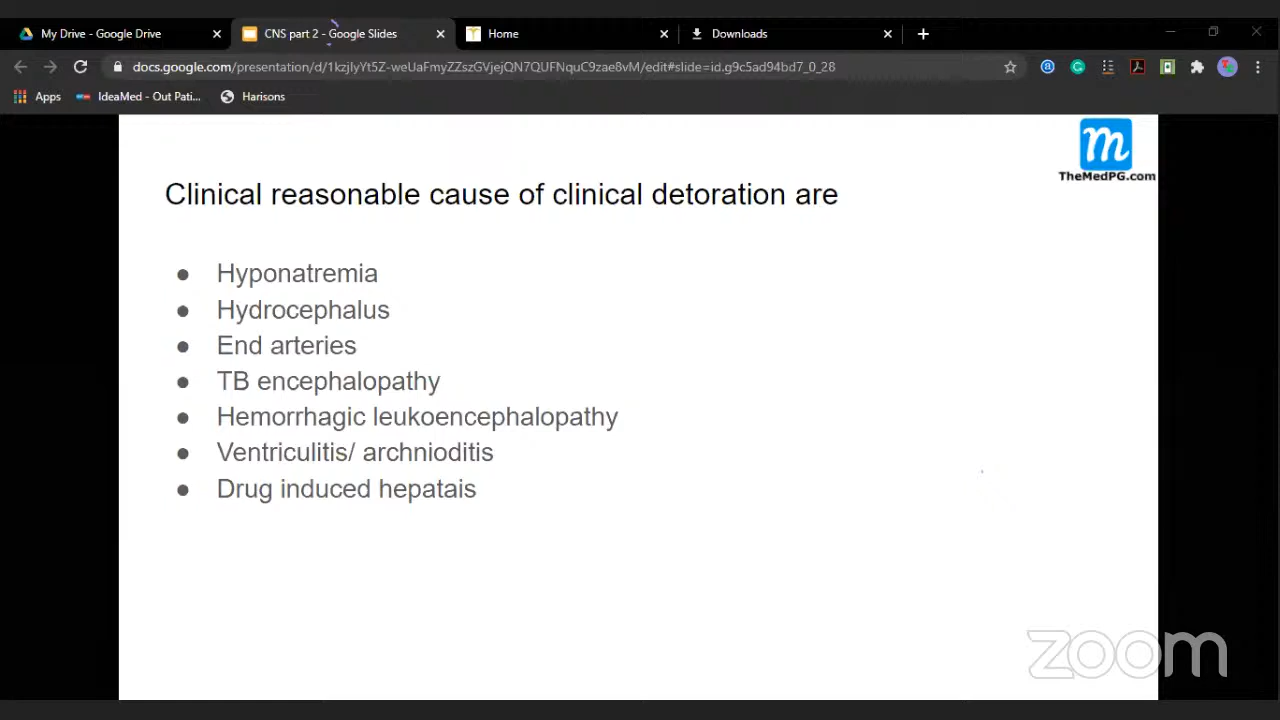 My Drive - Google Drive
CNS part 2 - Google Slides
Home
Downloads
docs.google.com/presentation/d/1kzjlyYt5Z-weUaFmyZZszGVjejQN7QUFNquC9zae8vM/edit#slide=id.g9c5ad94bd7_0_28
Apps
IdeaMed - Out Pati...
Harisons
m
TheMedPG.com
Clinical reasonable cause of clinical detoration are
● Hyponatremia
● Hydrocephalus
● End arteries
● TB encephalopathy
● Hemorrhagic leukoencephalopathy
● Ventriculitis/ archnioditis
● Drug induced hepatais
zoom